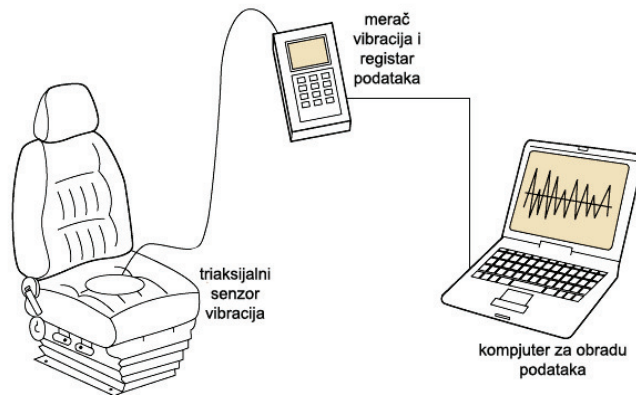 merač
vibracija i
registar
podataka
triaksijalni
senzor
vibracija
kompjuter za obradu
podataka